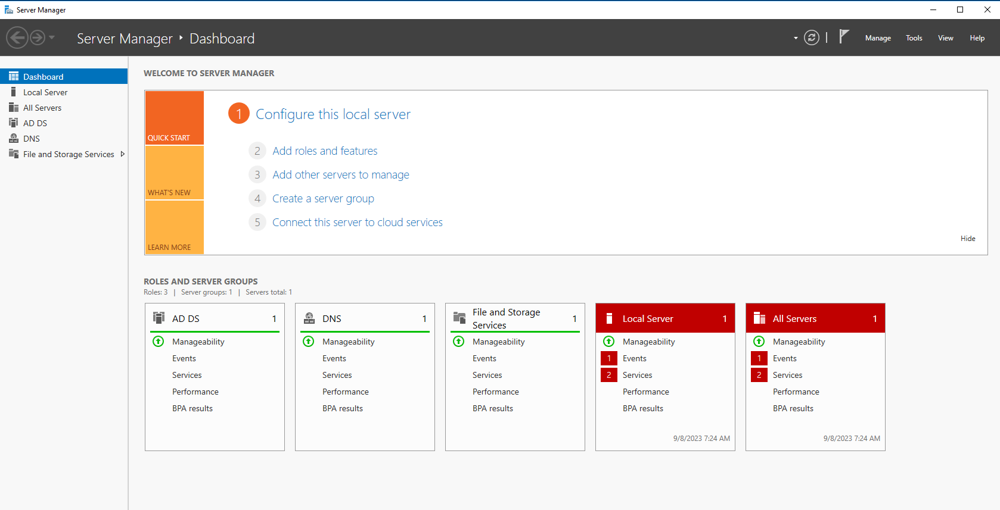 Server Manager
Server Manager ‣ Dashboard
Manage Tools View Help
Dashboard
Local Server
All Servers
AD DS
DNS
File and Storage Services
WELCOME TO SERVER MANAGER
QUICK START
WHAT'S NEW
LEARN MORE
1 Configure this local server
2 Add roles and features
3 Add other servers to manage
4 Create a server group
5 Connect this server to cloud services
Hide
ROLES AND SERVER GROUPS
Roles: 3 | Server groups: 1 | Servers total: 1
AD DS 1
Manageability
Events
Services
Performance
BPA results
DNS 1
Manageability
Events
Services
Performance
BPA results
File and Storage
Services 1
Manageability
Events
Services
Performance
BPA results
Local Server 1
Manageability
1 Events
2 Services
Performance
BPA results
9/8/2023 7:24 AM
All Servers 1
Manageability
1 Events
2 Services
Performance
BPA results
9/8/2023 7:24 AM